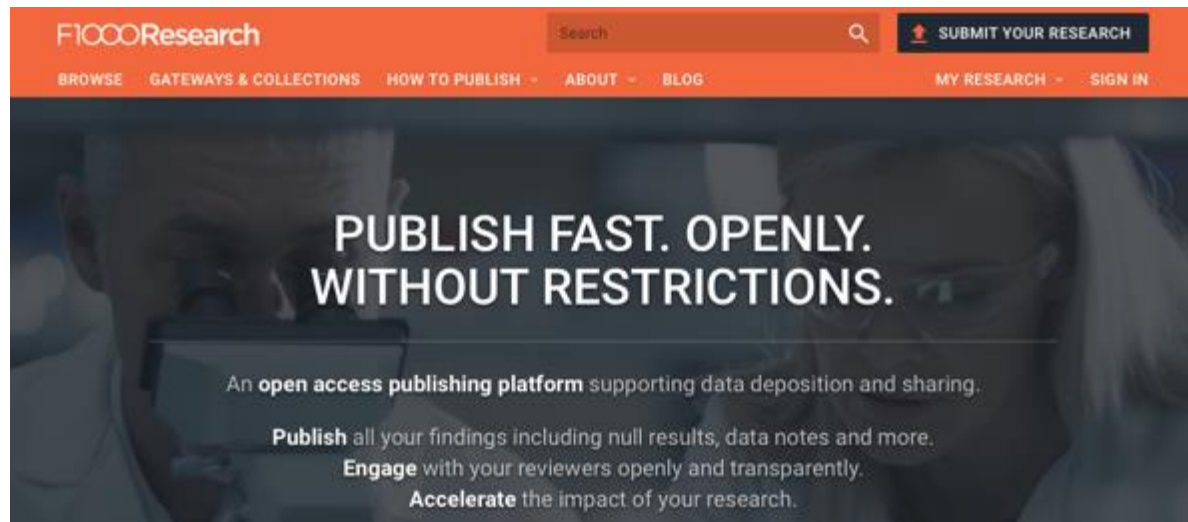 F1000Research
Search
SUBMIT YOUR RESEARCH
BROWSE GATEWAYS & COLLECTIONS HOW TO PUBLISH ABOUT BLOG
MY RESEARCH SIGN IN
PUBLISH FAST. OPENLY.
WITHOUT RESTRICTIONS.
An open access publishing platform supporting data deposition and sharing.
Publish all your findings including null results, data notes and more.
Engage with your reviewers openly and transparently.
Accelerate the impact of your research.